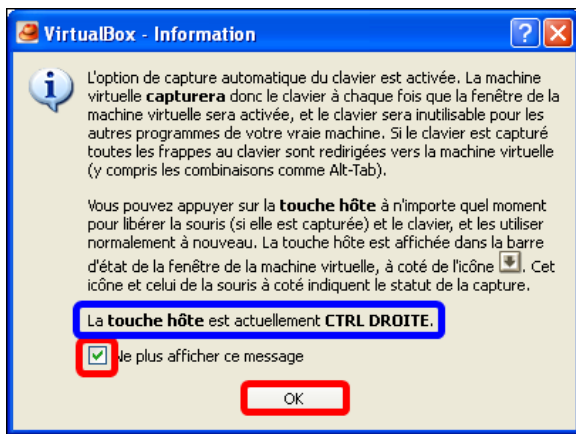 VirtualBox - Information
L'option de capture automatique du clavier est activée. La machine
virtuelle capturera donc le clavier à chaque fois que la fenêtre de la
machine virtuelle sera activée, et le clavier sera inutilisable pour les
autres programmes de votre vraie machine. Si le clavier est capturé
toutes les frappes au clavier sont redirigées vers la machine virtuelle
(y compris les combinaisons comme Alt-Tab).
Vous pouvez appuyer sur la touche hôte à n'importe quel moment
pour libérer la souris (si elle est capturée) et le clavier, et les utiliser
normalement à nouveau. La touche hôte est affichée dans la barre
d'état de la fenêtre de la machine virtuelle, à coté de l'icône . Cet
icône et celui de la souris à coté indiquent le statut de la capture.
La touche hôte est actuellement CTRL DROITE.
Ne plus afficher ce message
OK